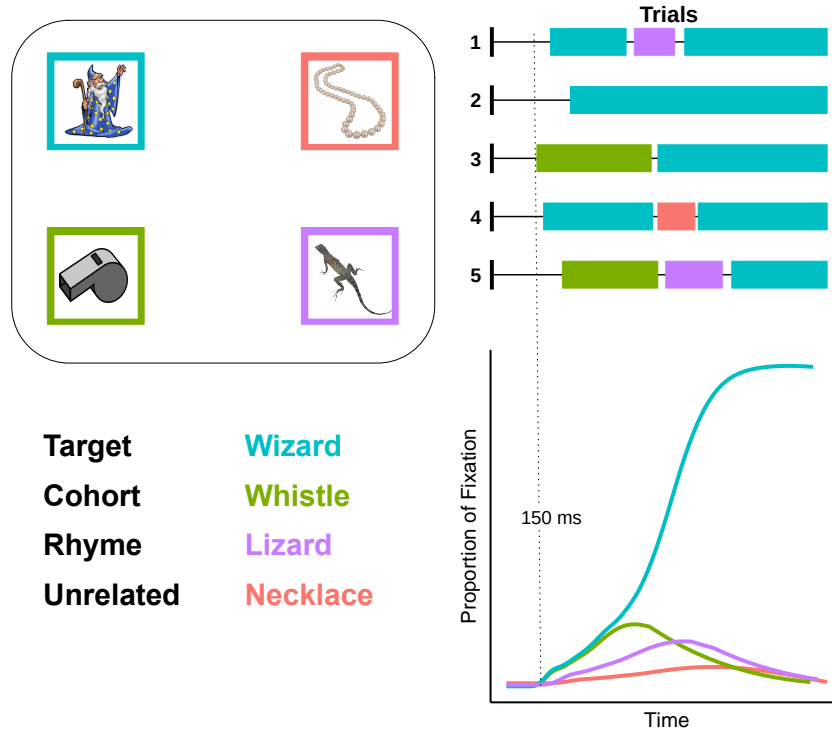 Trials
1
2
3
4
5
Target Wizard
Cohort Whistle
Rhyme Lizard
Unrelated Necklace
Proportion of Fixation
150 ms
Time